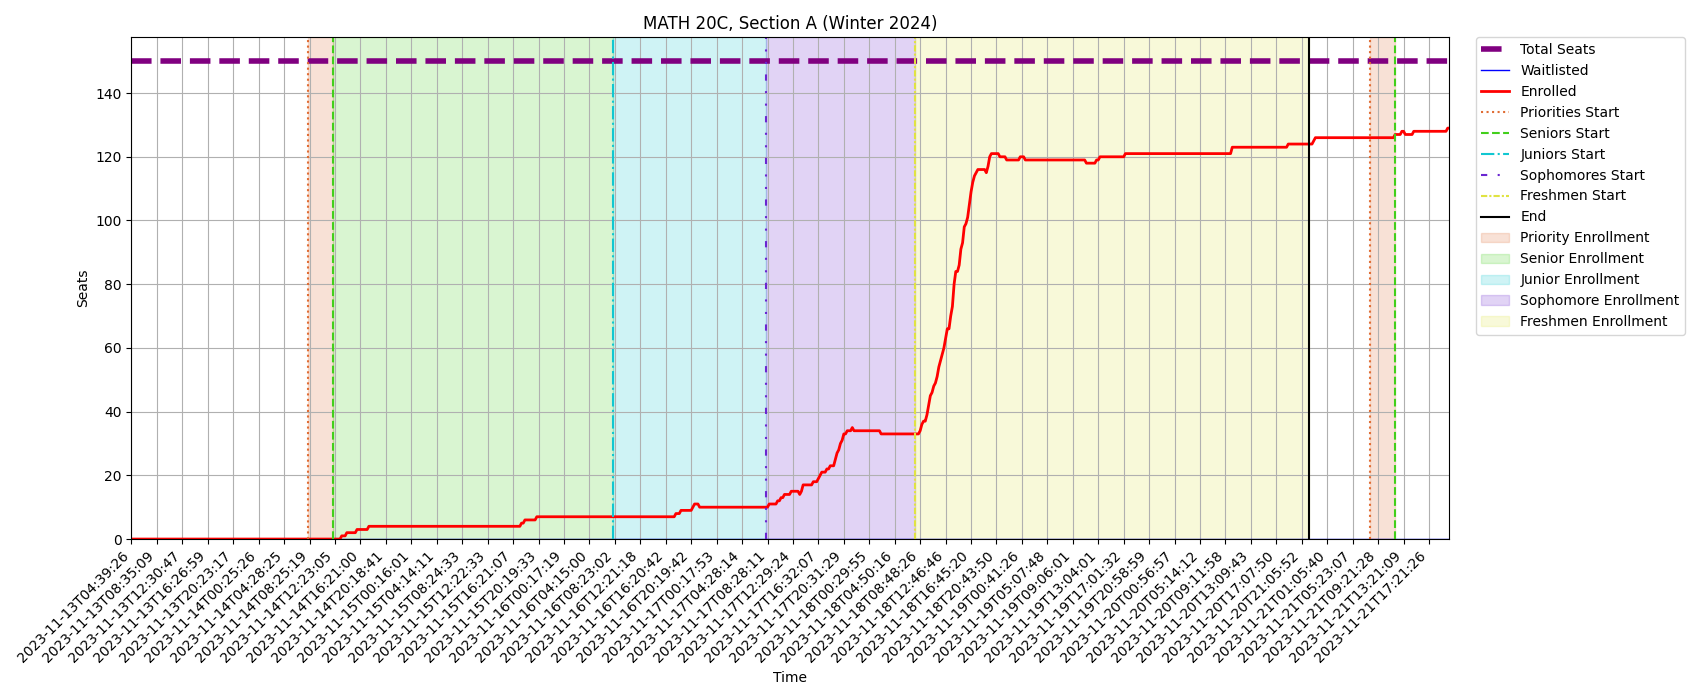 MATH 20C, Section A (Winter 2024)
Total Seats
Waitlisted
Enrolled
Priorities Start
Seniors Start
Juniors Start
Sophomores Start
Freshmen Start
End
Priority Enrollment
Senior Enrollment
Junior Enrollment
Sophomore Enrollment
Freshmen Enrollment
Seats
140
120
100
80
60
40
20
0
2023-11-13T04:39:26
2023-11-13T08:35:09
2023-11-13T12:30:47
2023-11-13T16:26:59
2023-11-13T20:23:17
2023-11-14T00:25:26
2023-11-14T04:28:25
2023-11-14T08:25:19
2023-11-14T12:23:05
2023-11-14T16:21:00
2023-11-14T20:18:41
2023-11-15T00:16:01
2023-11-15T04:14:11
2023-11-15T08:24:33
2023-11-15T12:22:33
2023-11-15T16:21:07
2023-11-15T20:19:33
2023-11-16T00:17:19
2023-11-16T04:15:00
2023-11-16T08:23:02
2023-11-16T12:21:18
2023-11-16T16:20:42
2023-11-16T20:19:42
2023-11-17T00:17:53
2023-11-17T04:28:14
2023-11-17T08:28:11
2023-11-17T12:29:24
2023-11-17T16:32:07
2023-11-17T20:31:29
2023-11-18T00:29:55
2023-11-18T04:50:16
2023-11-18T08:48:26
2023-11-18T12:46:46
2023-11-18T16:45:20
2023-11-18T20:43:50
2023-11-19T00:41:26
2023-11-19T05:07:48
2023-11-19T09:06:01
2023-11-19T13:04:01
2023-11-19T17:01:32
2023-11-19T20:58:59
2023-11-20T00:56:57
2023-11-20T05:14:12
2023-11-20T09:11:58
2023-11-20T13:09:43
2023-11-20T17:07:50
2023-11-20T21:05:52
2023-11-21T01:05:40
2023-11-21T05:23:07
2023-11-21T09:21:28
2023-11-21T13:21:09
2023-11-21T17:21:26
Time